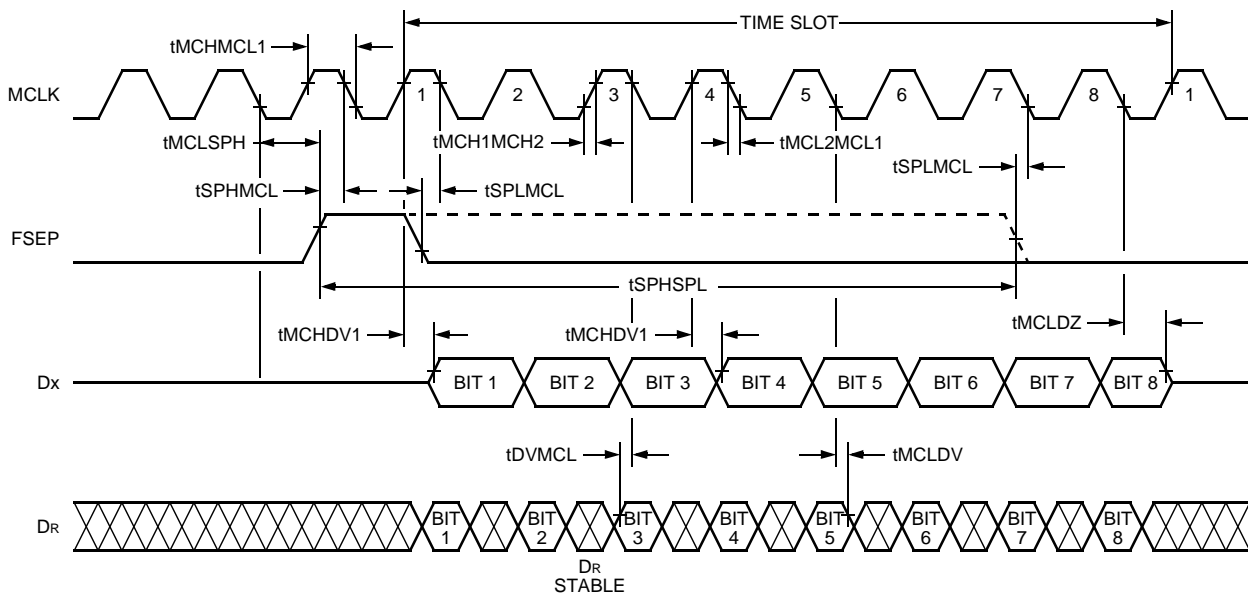 TIME SLOT
tMCHMCL1
MCLK
1 2 3 4 5 6 7 8 1
tMCLSPH
tMCH1MCH2
tMCL2MCL1
tSPLMCL
tSPHMCL
tSPLMCL
FSEP
tSPHSPL
tMCHDV1
tMCHDV1
tMCLDZ
Dx
BIT 1 BIT 2 BIT 3 BIT 4 BIT 5 BIT 6 BIT 7 BIT 8
tDVMCL
tMCLDV
DR
BIT 1
BIT 2
BIT 3
BIT 4
BIT 5
BIT 6
BIT 7
BIT 8
DR
STABLE